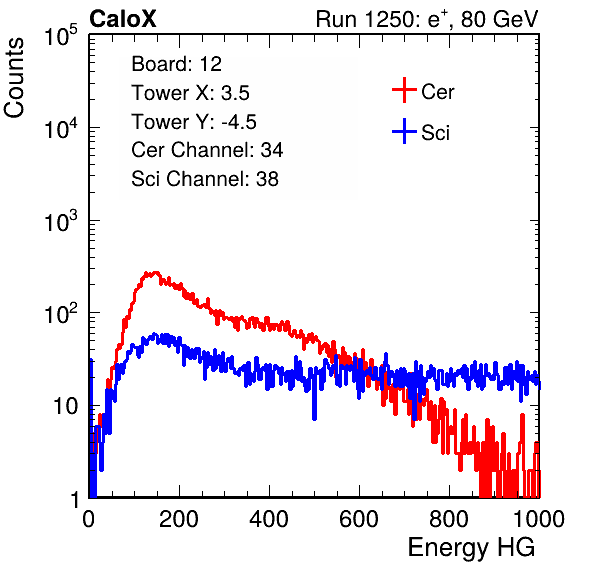 CaloX Run 1250: e⁺, 80 GeV
Counts
Board: 12
Tower X: 3.5
Tower Y: -4.5
Cer Channel: 34
Sci Channel: 38
Cer
Sci
10⁵
10⁴
10³
10²
10
1
0 200 400 600 800 1000
Energy HG